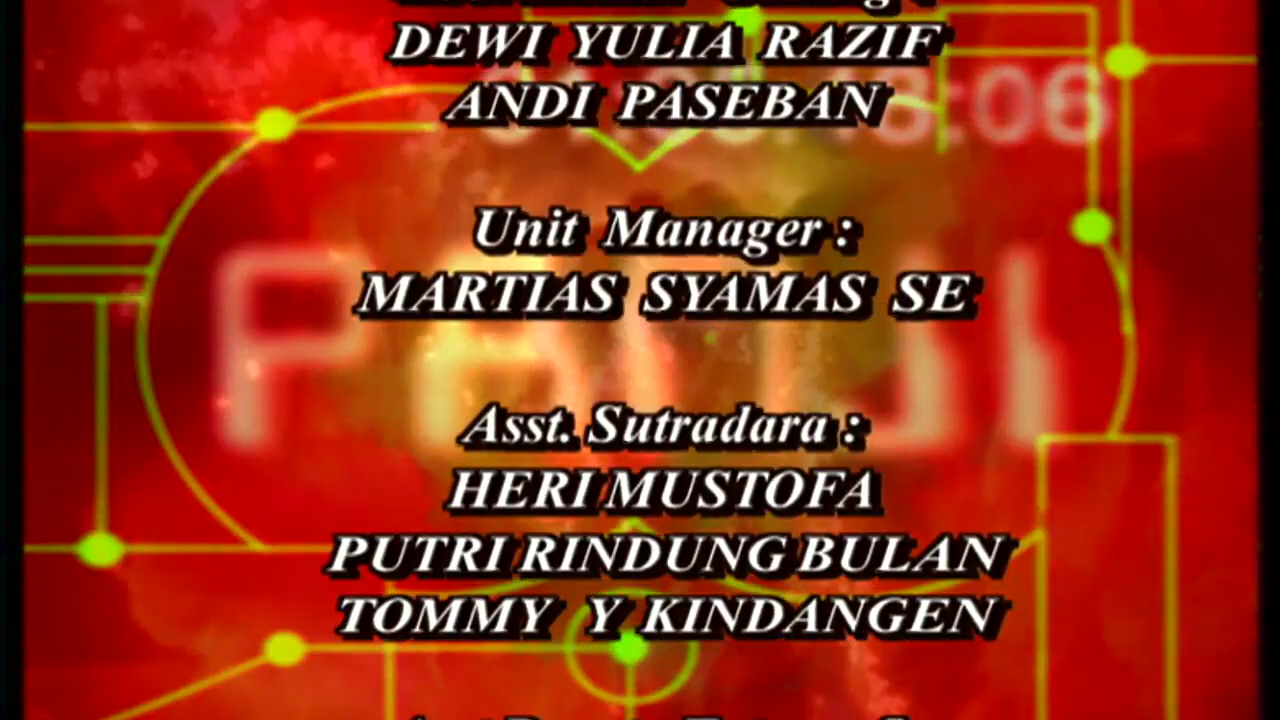 DEWI YULIA RAZIF
ANDI PASEBAN
Unit Manager :
MARTIAS SYAMAS SE
Asst. Sutradara :
HERI MUSTOFA
PUTRI RINDUNG BULAN
TOMMY Y KINDANGEN